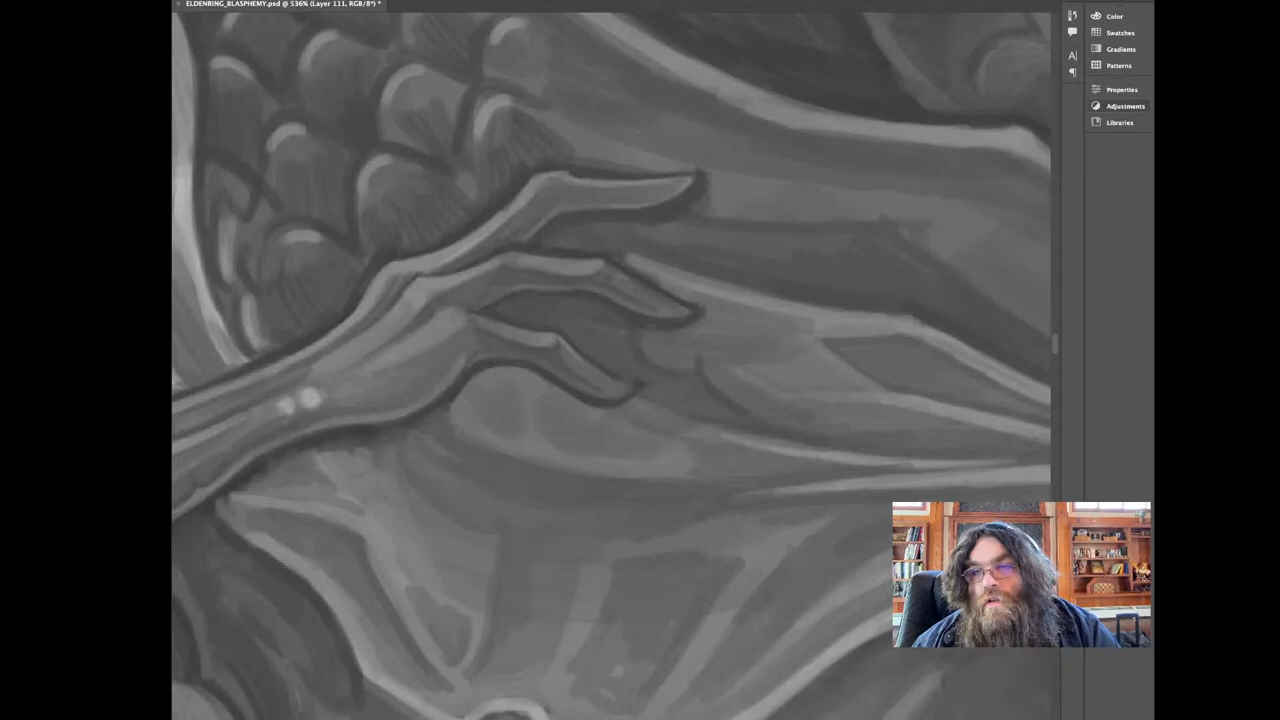 × ELDENRING_BLASPHEMY.psd @ 536% (Layer 111, RGB/8*) *
Color
Swatches
Gradients
Patterns
Properties
Adjustments
Libraries